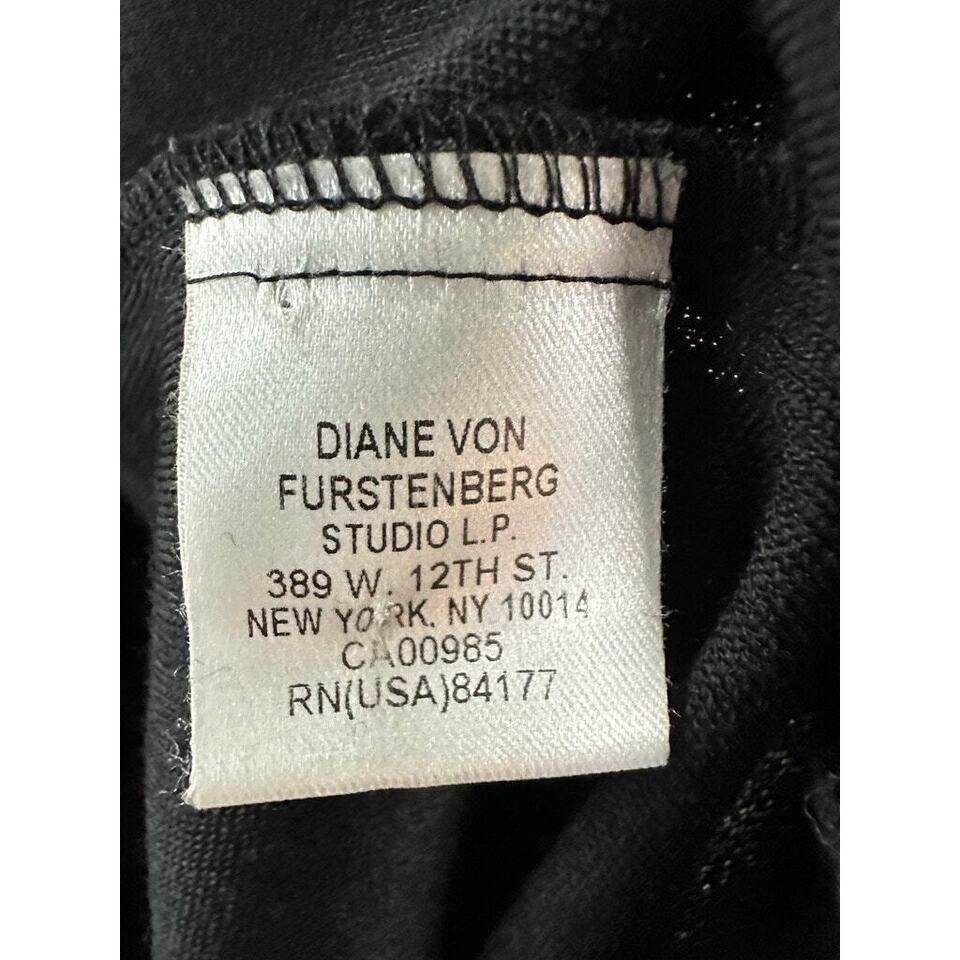 DIANE VON
FURSTENBERG
STUDIO L.P.
389 W. 12TH ST.
NEW YORK, NY 10014
CA00985
RN(USA)84177